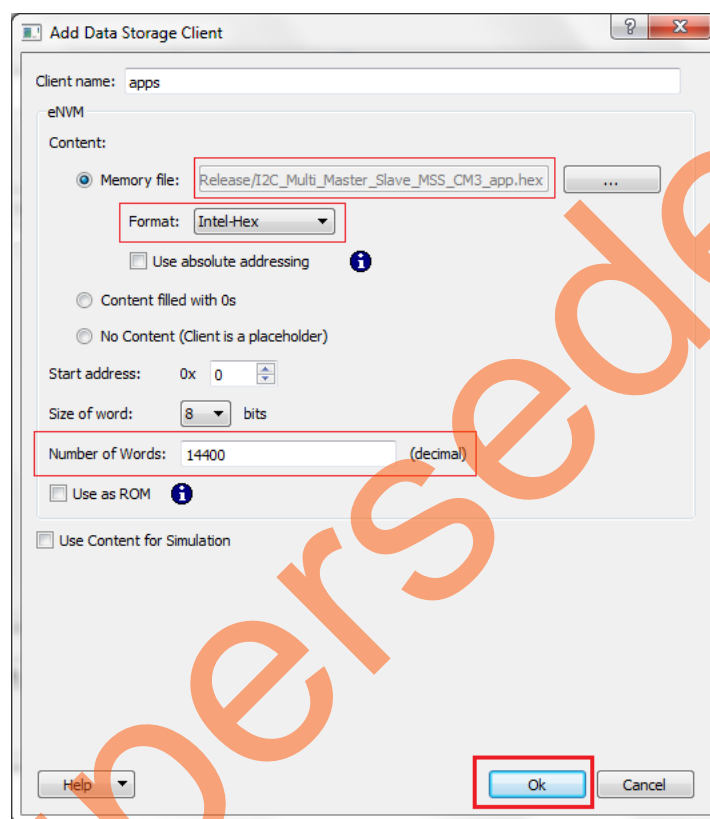 Add Data Storage Client
Client name: apps
eNVM
Content:
Memory file: Release/I2C_Multi_Master_Slave_MSS_CM3_app.hex ...
Format: Intel-Hex
Use absolute addressing
Content filled with 0s
No Content (Client is a placeholder)
Start address: 0x 0
Size of word: 8 bits
Number of Words: 14400 (decimal)
Use as ROM
Use Content for Simulation
Help Ok Cancel
persede